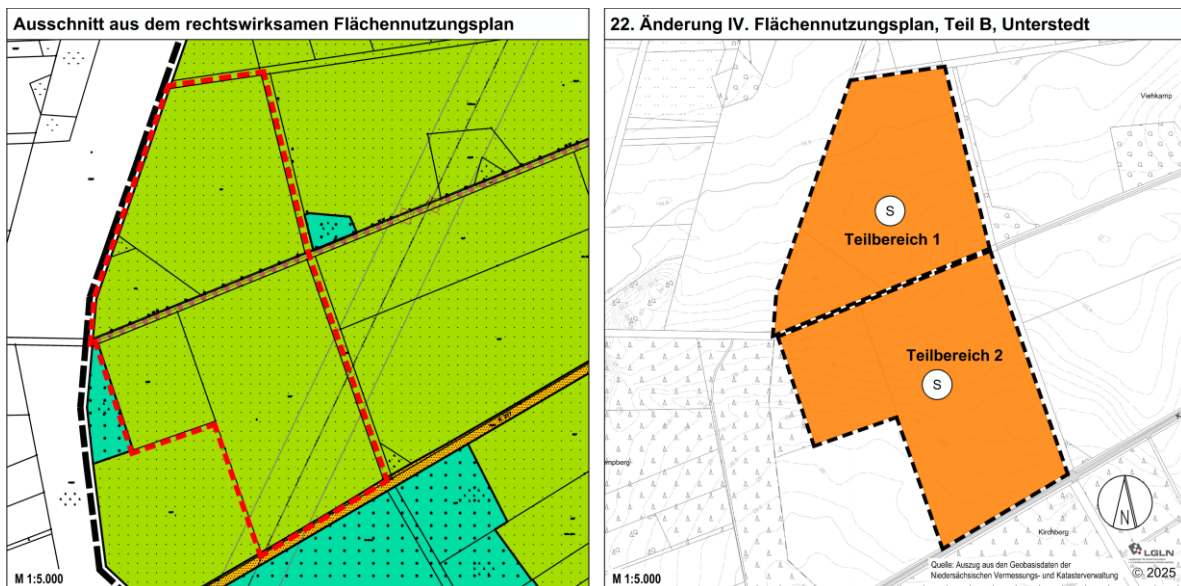 Ausschnitt aus dem rechtswirksamen Flächennutzungsplan
M 1:5.000
22. Änderung IV. Flächennutzungsplan, Teil B, Unterstedt
Viehkamp
S
Teilbereich 1
Teilbereich 2
S
Kirchberg
N
LGLN
Quelle: Auszug aus den Geobasisdaten der
Niedersächsischen Vermessungs- und Katasterverwaltung
© 2025
M 1:5.000